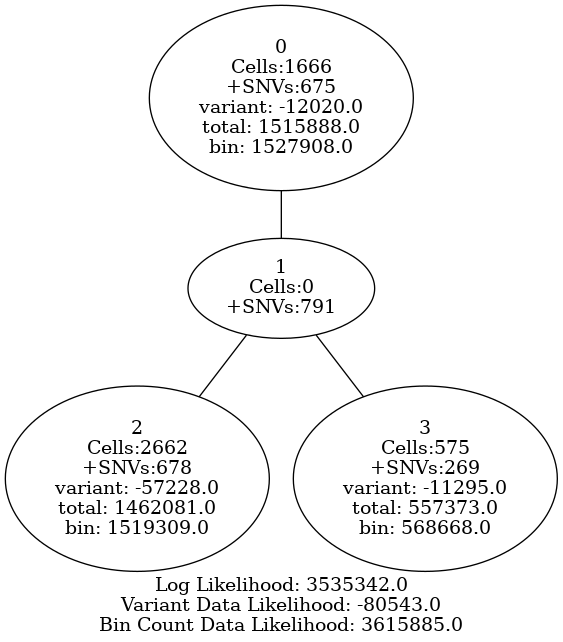 0
Cells:1666
+SNVs:675
variant: -12020.0
total: 1515888.0
bin: 1527908.0
1
Cells:0
+SNVs:791
2
Cells:2662
+SNVs:678
variant: -57228.0
total: 1462081.0
bin: 1519309.0
3
Cells:575
+SNVs:269
variant: -11295.0
total: 557373.0
bin: 568668.0
Log Likelihood: 3535342.0
Variant Data Likelihood: -80543.0
Bin Count Data Likelihood: 3615885.0